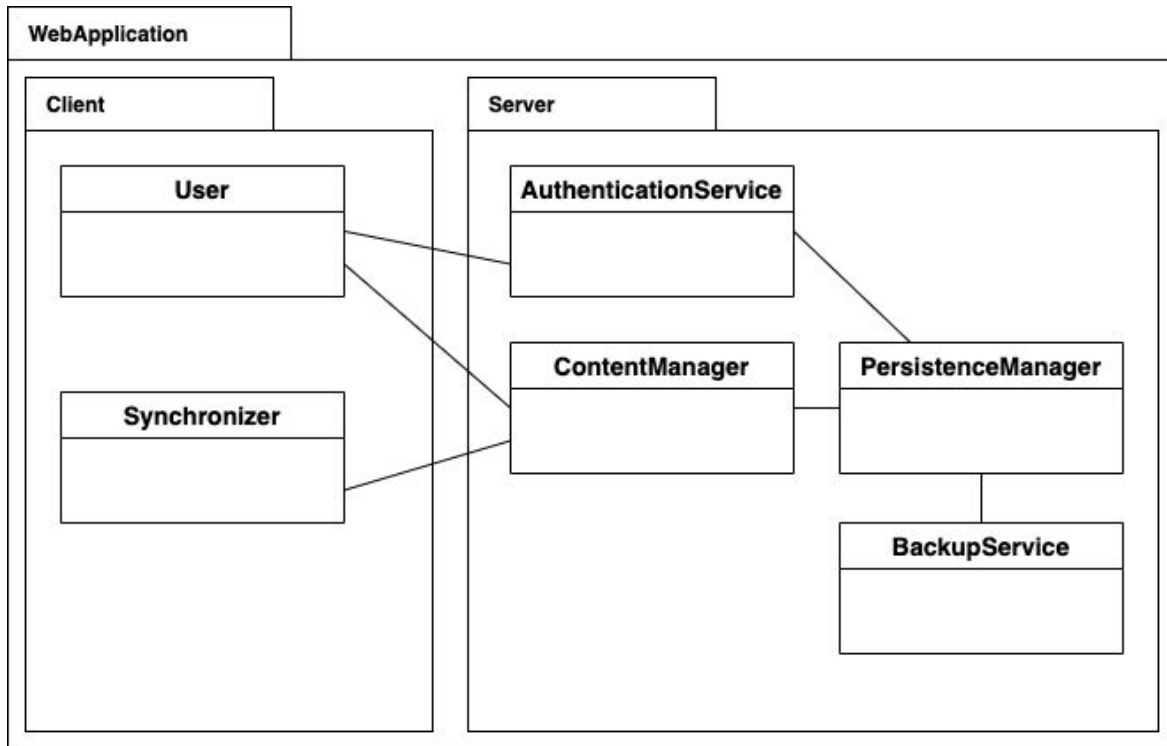 WebApplication
Client
Server
User
AuthenticationService
ContentManager
PersistenceManager
Synchronizer
BackupService